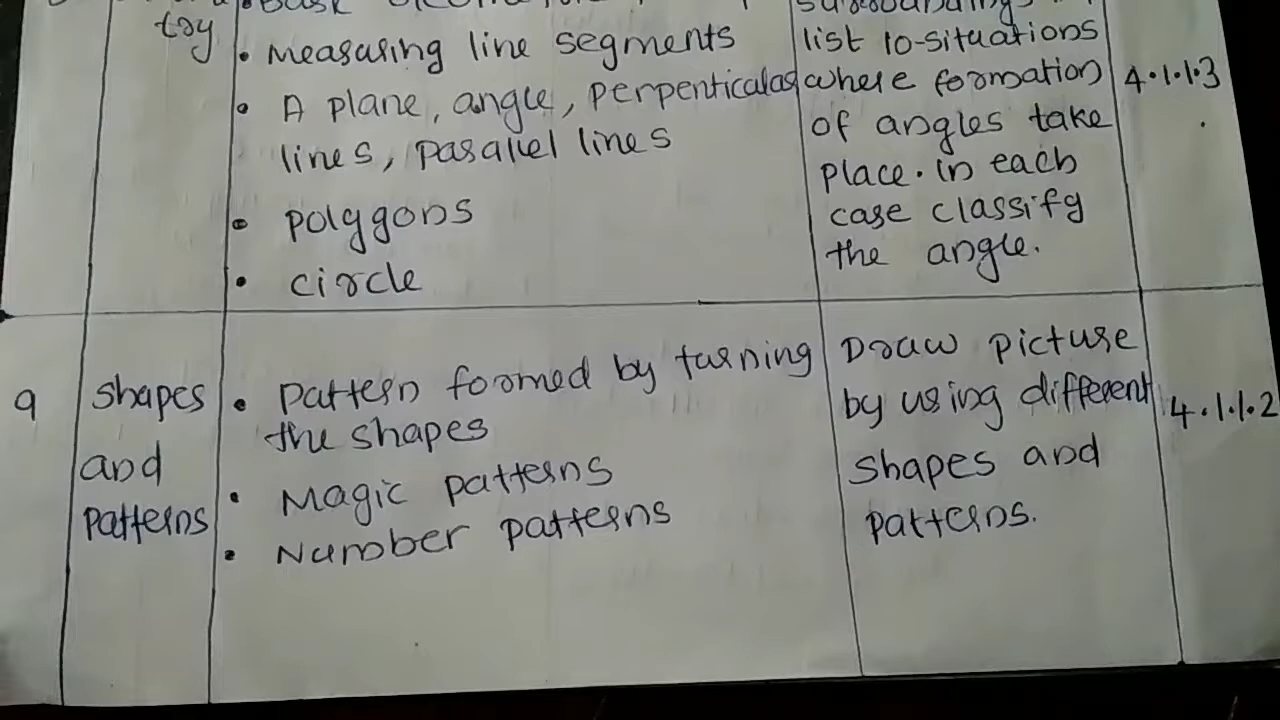 toy
• Measuring line segments
• A plane, angle, perpenticular
lines, parallel lines
• polygons
• circle
list 10-situations
where formation
of angles take
place. in each
case classify
the angle.
4.1.1.3
9
shapes
and
patterns
• pattern formed by turning
the shapes
• Magic patterns
• Number patterns
Draw picture
by using different
shapes and
patterns.
4.1.1.2